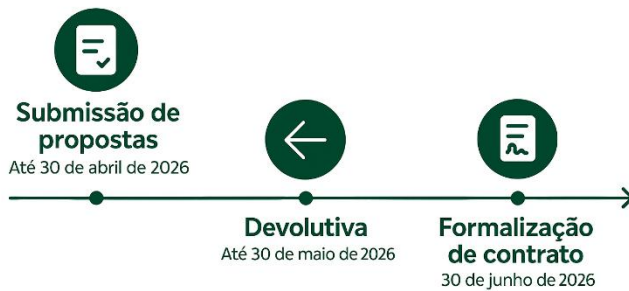 Submissão de
propostas
Até 30 de abril de 2026
Devolutiva
Até 30 de maio de 2026
Formalização
de contrato
30 de junho de 2026